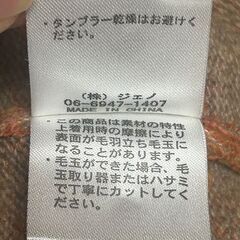 ・タンブラー乾燥はお避けく
ださい。
(株) ジェノ
06-6947-1407
MADE IN CHINA
・この商品は素材の特性
上着用時の摩擦により
表面が毛羽立ち毛玉に
なることがあります。
・毛玉ができた場合、毛
玉取り器またはハサミ
で丁寧にカットしてく
ださい。